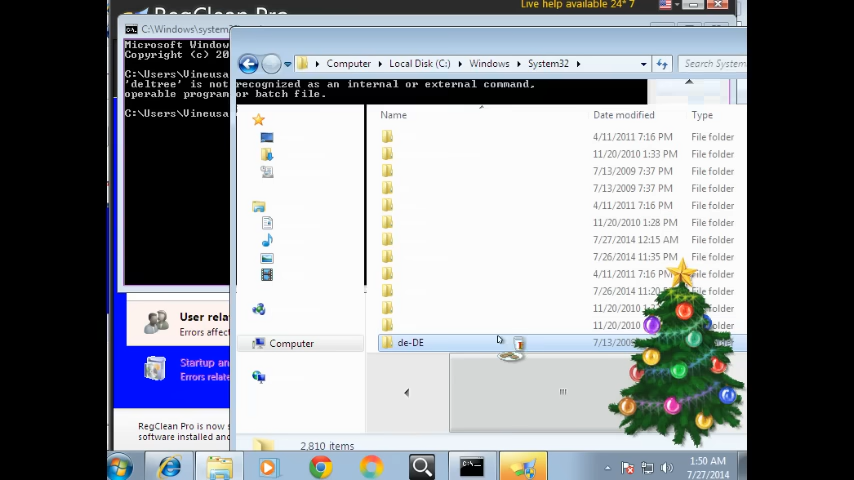 RegClean Pro
Live help available 24* 7
C:\Windows\system3
Microsoft Window
Copyright (c) 20
C:\Users\Vineusa
'deltree' is not recognized as an internal or external command,
operable program or batch file.
C:\Users\Vineusa
Computer
Local Disk (C:)
Windows
System32
Search System
Name
Date modified
Type
4/11/2011 7:16 PM File folder
11/20/2010 1:33 PM File folder
7/13/2009 7:37 PM File folder
7/13/2009 7:37 PM File folder
4/11/2011 7:16 PM File folder
11/20/2010 1:28 PM File folder
7/27/2014 12:15 AM File folder
7/26/2014 11:35 PM File folder
4/11/2011 7:16 PM File folder
7/26/2014 11:20 File folder
11/20/2010
11/20/2010
de-DE 7/13/2009
Computer
2,810 items
User rela
Errors affect
Startup an
Errors relate
RegClean Pro is now s
software installed and
1:50 AM
7/27/2014